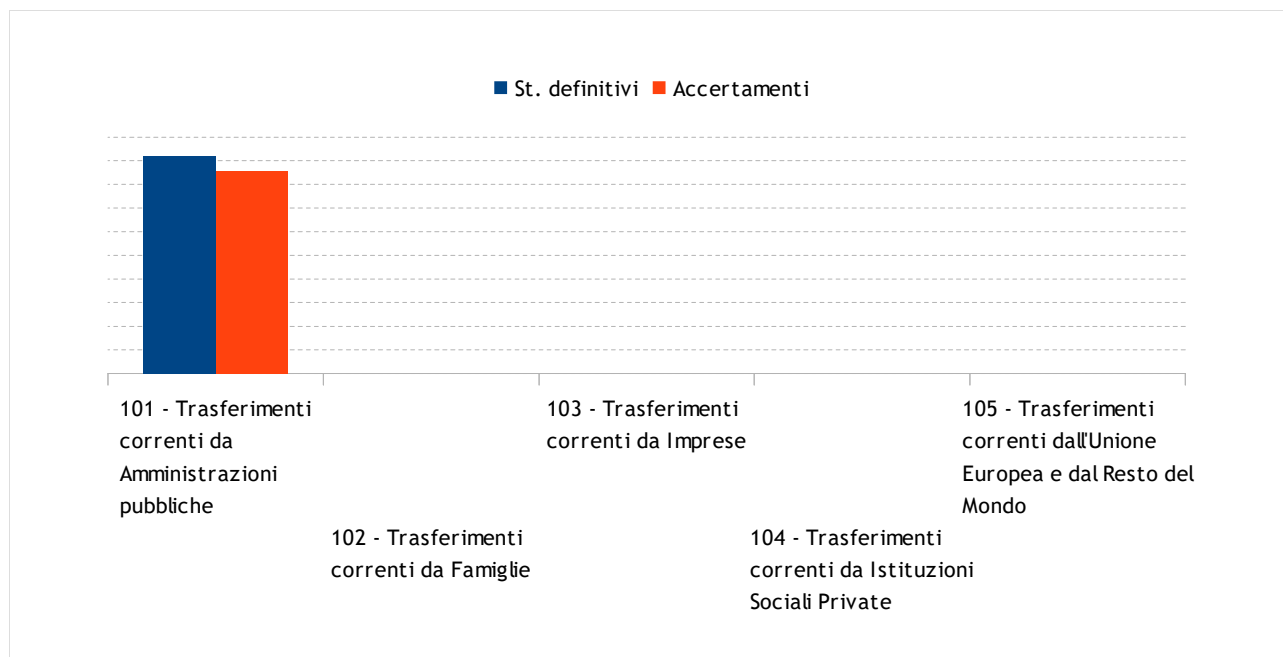 St. definitivi Accertamenti
101 - Trasferimenti
correnti da
Amministrazioni
pubbliche
102 - Trasferimenti
correnti da Famiglie
103 - Trasferimenti
correnti da Imprese
104 - Trasferimenti
correnti da Istituzioni
Sociali Private
105 - Trasferimenti
correnti dall'Unione
Europea e dal Resto del
Mondo